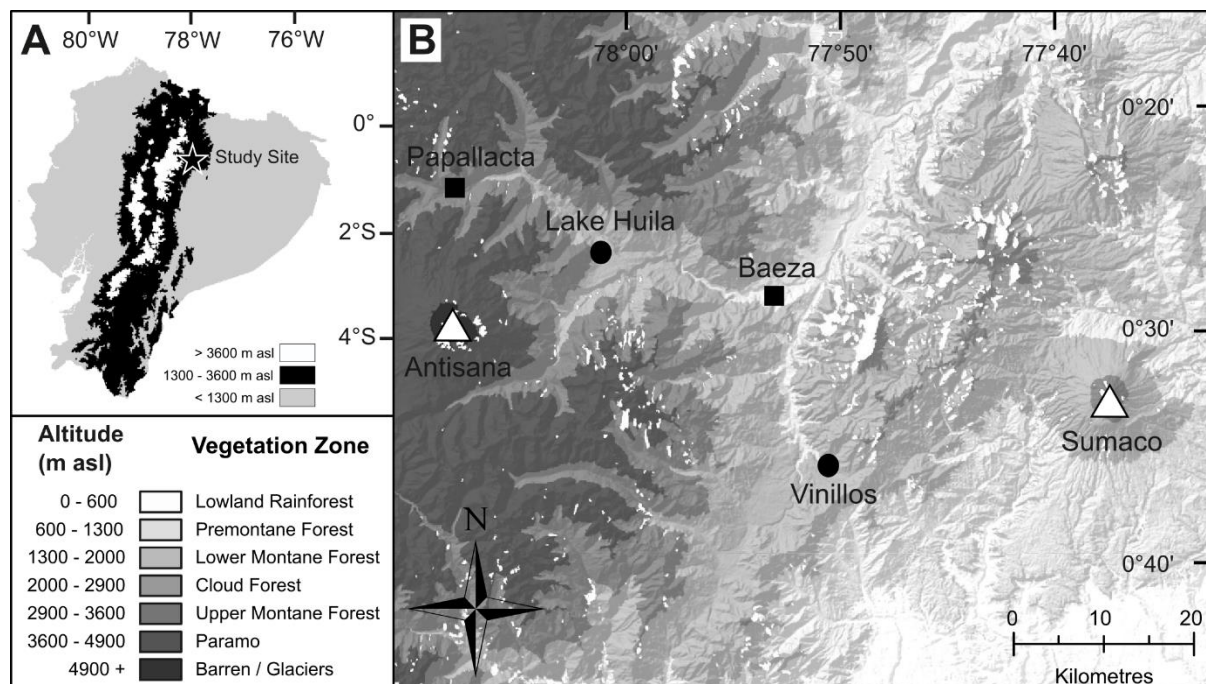 A
80°W 78°W 76°W
0°
2°S
4°S
Study Site
> 3600 m asl
1300 - 3600 m asl
< 1300 m asl
Altitude
(m asl)
Vegetation Zone
0 - 600 Lowland Rainforest
600 - 1300 Premontane Forest
1300 - 2000 Lower Montane Forest
2000 - 2900 Cloud Forest
2900 - 3600 Upper Montane Forest
3600 - 4900 Paramo
4900 + Barren / Glaciers
B
78°00' 77°50' 77°40'
0°20'
Papallacta
Lake Huila
Baeza
0°30'
Antisana
Sumaco
Vinillos
N
0°40'
0 10 20
Kilometres